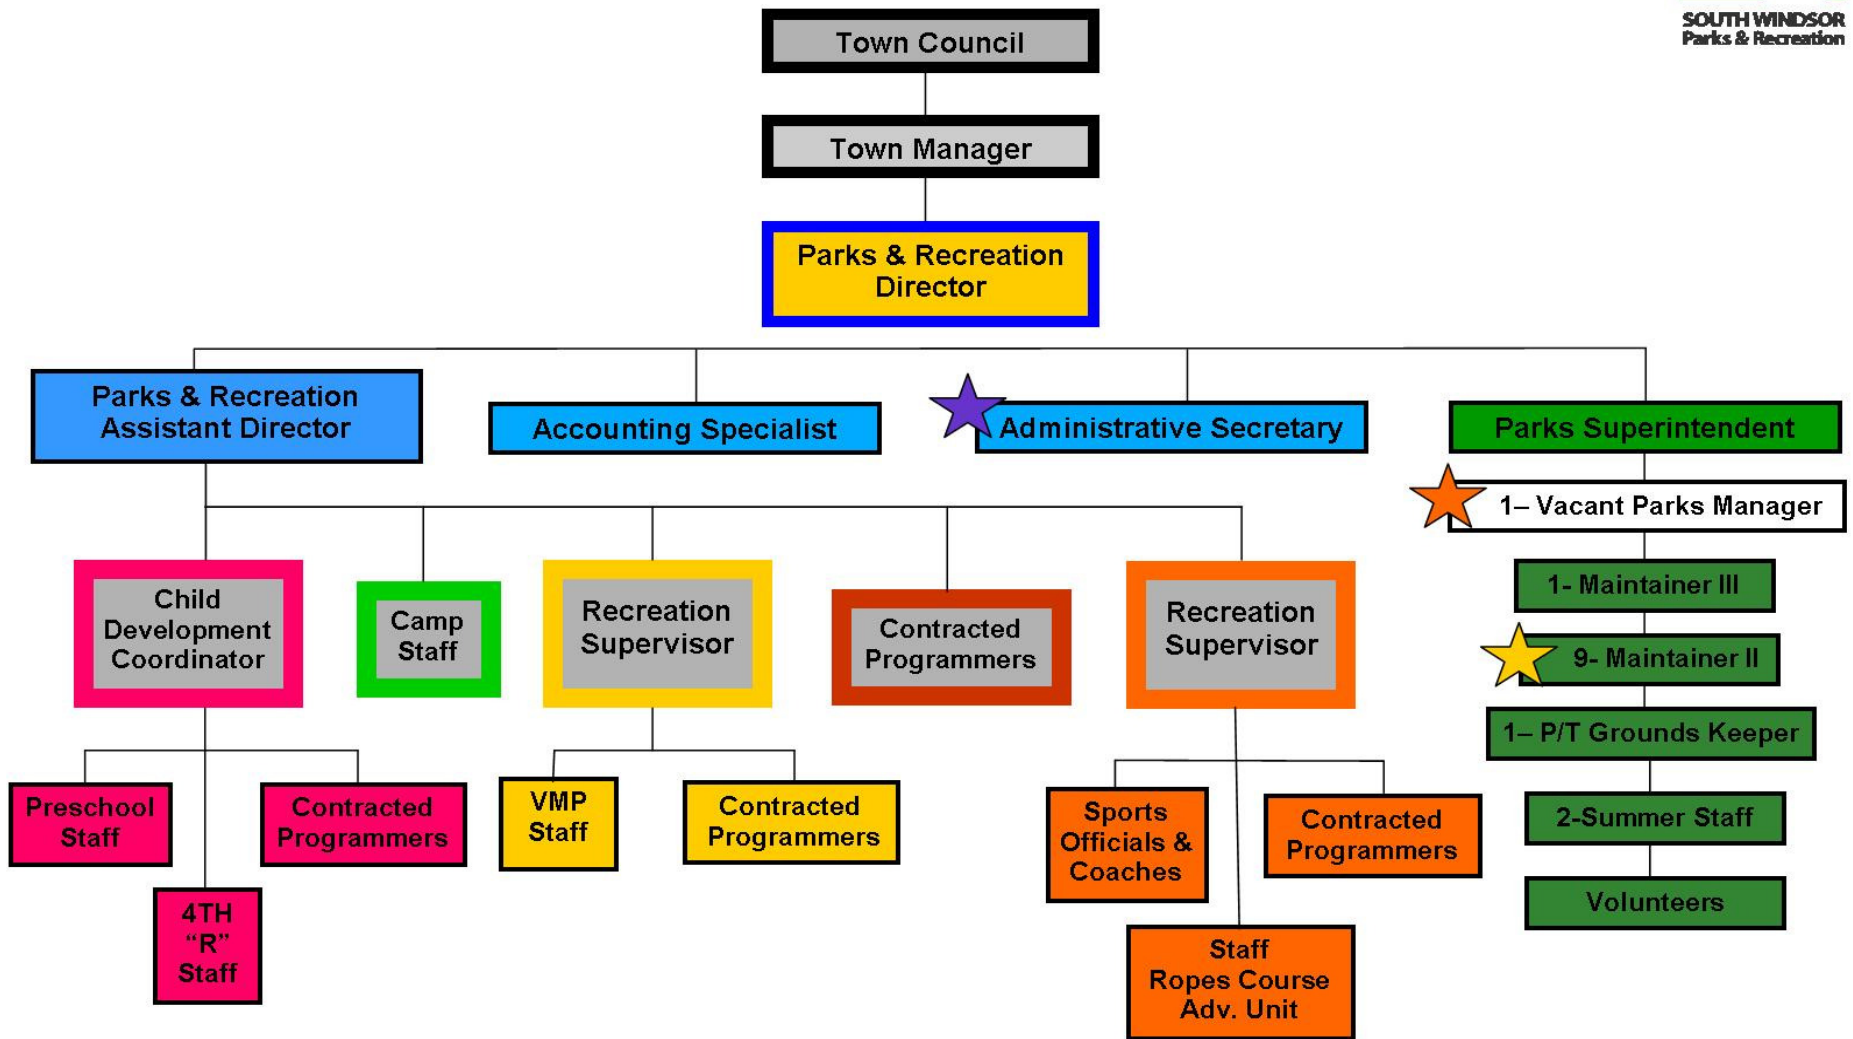 SOUTH WINDSOR
Parks & Recreation
Town Council
Town Manager
Parks & Recreation
Director
Parks & Recreation
Assistant Director
Accounting Specialist
Administrative Secretary
Parks Superintendent
1– Vacant Parks Manager
1- Maintainer III
9- Maintainer II
1– P/T Grounds Keeper
2-Summer Staff
Volunteers
Child
Development
Coordinator
Camp
Staff
Recreation
Supervisor
Contracted
Programmers
Recreation
Supervisor
Preschool
Staff
4TH
“R”
Staff
Contracted
Programmers
VMP
Staff
Contracted
Programmers
Sports
Officials &
Coaches
Staff
Ropes Course
Adv. Unit
Contracted
Programmers